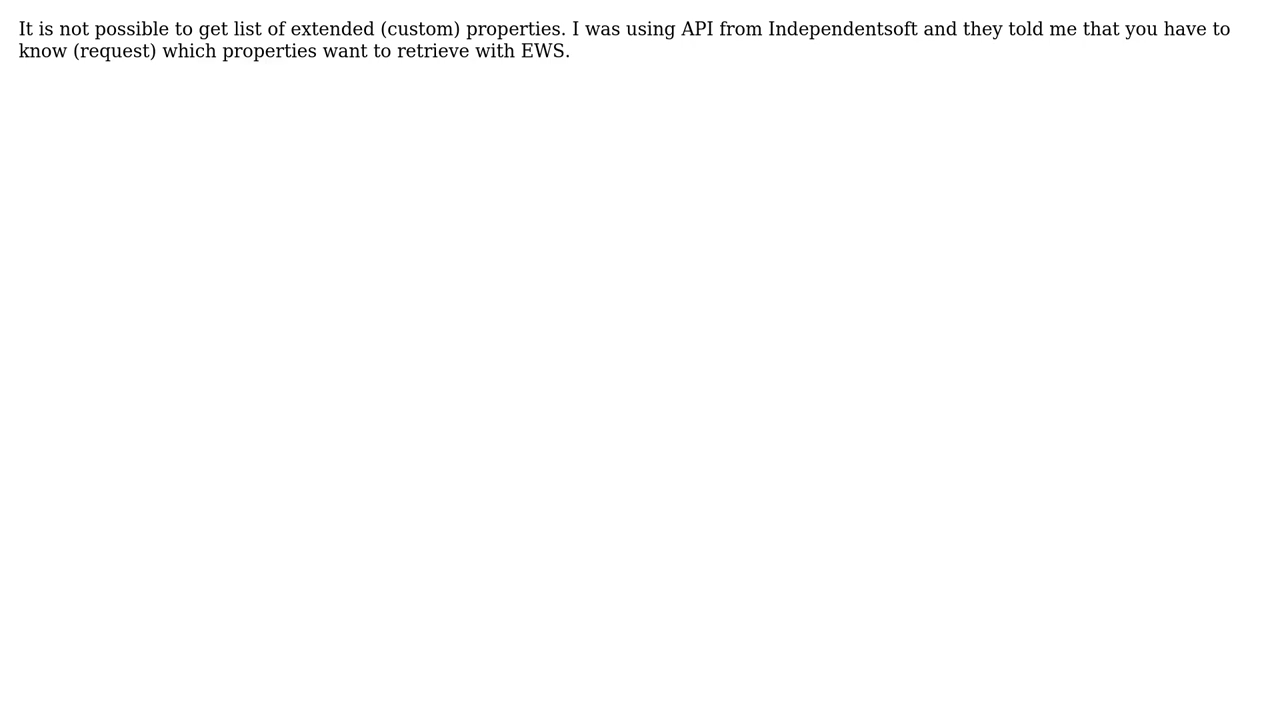 It is not possible to get list of extended (custom) properties. I was using API from Independentsoft and they told me that you have to
know (request) which properties want to retrieve with EWS.